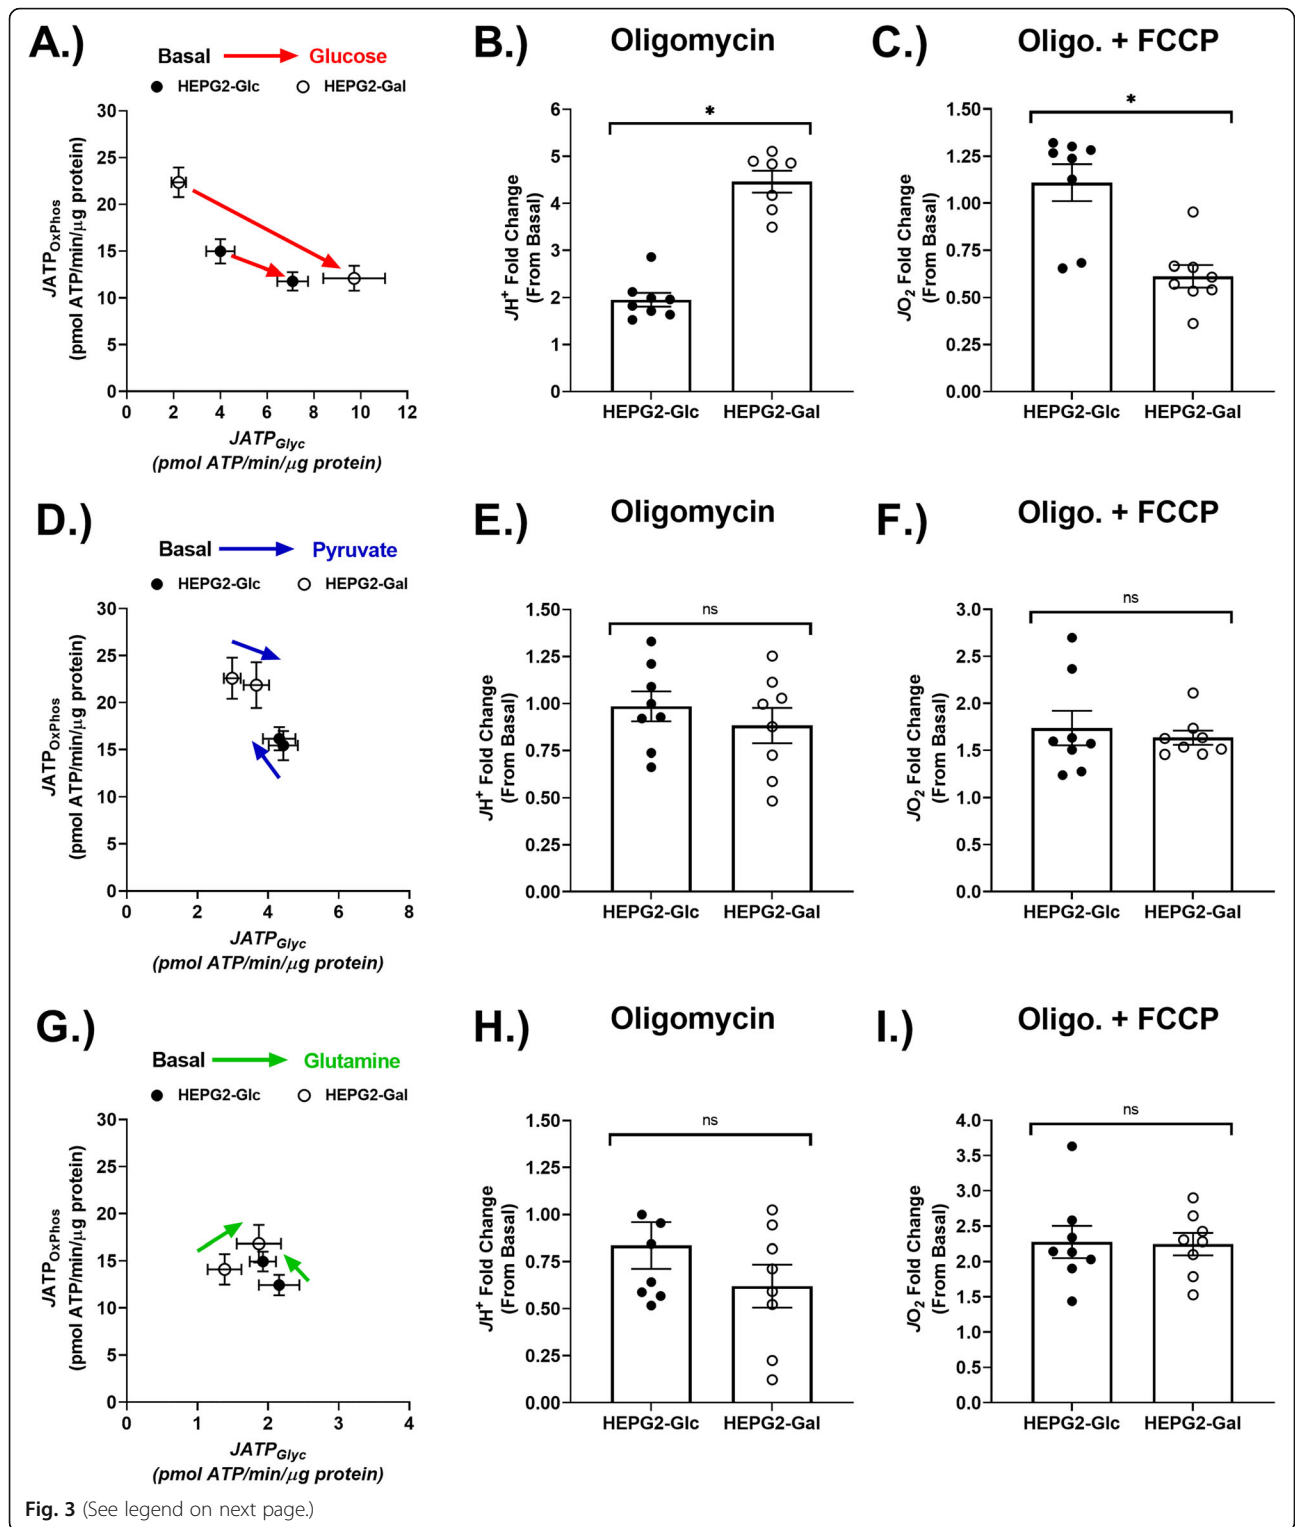 A.)
Basal Glucose
HEPG2-Glc HEPG2-Gal
JATP_OxPhos
(pmol ATP/min/μg protein)
30
25
20
15
10
5
0
0 2 4 6 8 10 12
JATP_Glyc
(pmol ATP/min/μg protein)
B.)
Oligomycin
*
JH⁺ Fold Change
(From Basal)
6
5
4
3
2
1
0
HEPG2-Glc HEPG2-Gal
C.)
Oligo. + FCCP
*
JO₂ Fold Change
(From Basal)
1.50
1.25
1.00
0.75
0.50
0.25
0.00
HEPG2-Glc HEPG2-Gal
D.)
Basal Pyruvate
HEPG2-Glc HEPG2-Gal
JATP_OxPhos
(pmol ATP/min/μg protein)
30
25
20
15
10
5
0
0 2 4 6 8
JATP_Glyc
(pmol ATP/min/μg protein)
E.)
Oligomycin
ns
JH⁺ Fold Change
(From Basal)
1.50
1.25
1.00
0.75
0.50
0.25
0.00
HEPG2-Glc HEPG2-Gal
F.)
Oligo. + FCCP
ns
JO₂ Fold Change
(From Basal)
3.0
2.5
2.0
1.5
1.0
0.5
0.0
HEPG2-Glc HEPG2-Gal
G.)
Basal Glutamine
HEPG2-Glc HEPG2-Gal
JATP_OxPhos
(pmol ATP/min/μg protein)
30
25
20
15
10
5
0
0 1 2 3 4
JATP_Glyc
(pmol ATP/min/μg protein)
H.)
Oligomycin
ns
JH⁺ Fold Change
(From Basal)
1.50
1.25
1.00
0.75
0.50
0.25
0.00
HEPG2-Glc HEPG2-Gal
I.)
Oligo. + FCCP
ns
JO₂ Fold Change
(From Basal)
4.0
3.5
3.0
2.5
2.0
1.5
1.0
0.5
0.0
HEPG2-Glc HEPG2-Gal
Fig. 3 (See legend on next page.)